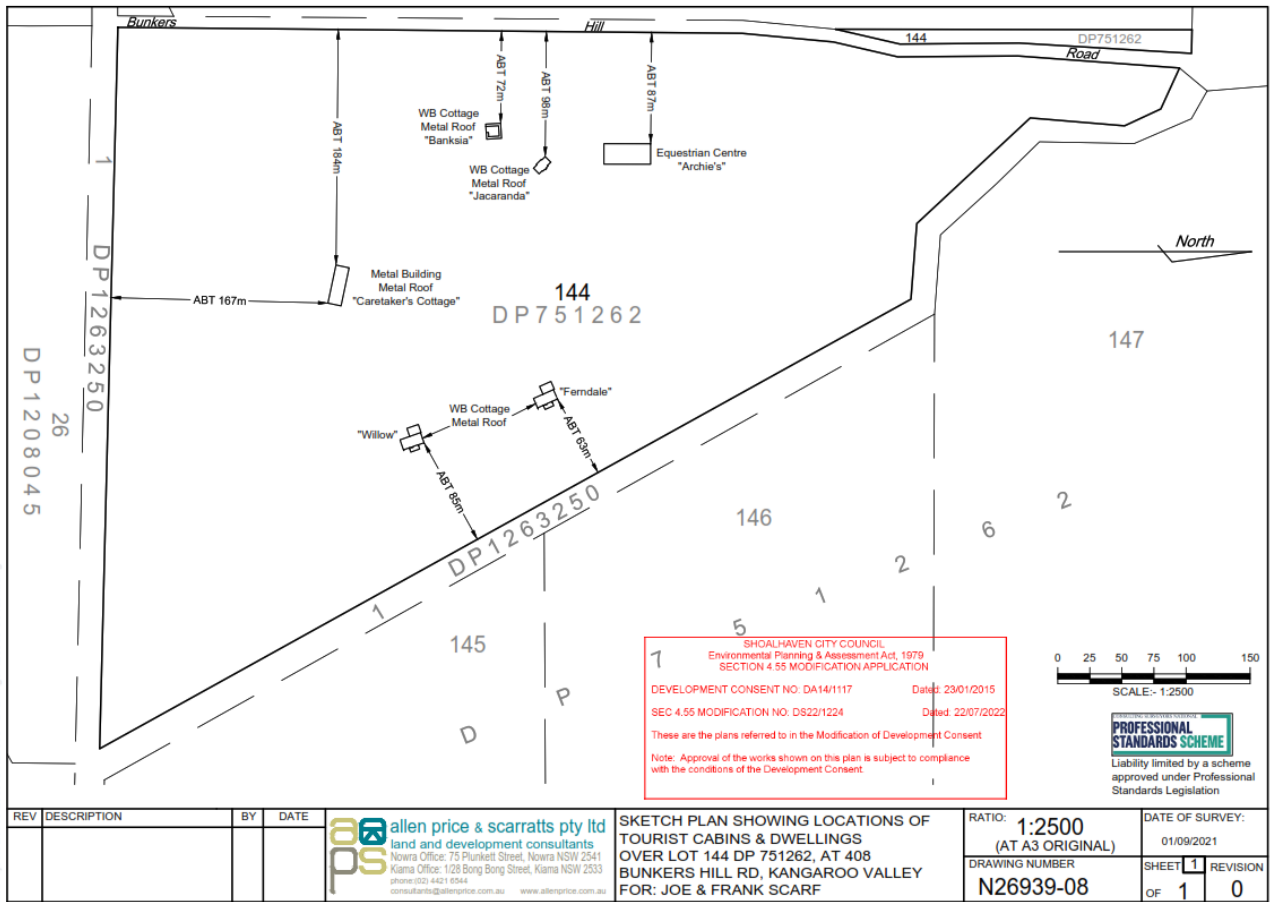 Bunkers
Hill
Road
144
DP751262
ABT 184m
ABT 72m
ABT 98m
ABT 87m
WB Cottage
Metal Roof
"Banksia"
WB Cottage
Metal Roof
"Jacaranda"
Equestrian Centre
"Archie's"
North
1
DP1263250
ABT 167m
Metal Building
Metal Roof
"Caretaker's Cottage"
144
DP751262
147
26
DP1208045
"Ferndale"
WB Cottage
Metal Roof
"Willow"
ABT 63m
ABT 85m
1
DP1263250
146
145
D P 7 5 1 2 6 2
SHOALHAVEN CITY COUNCIL
Environmental Planning & Assessment Act, 1979
SECTION 4.55 MODIFICATION APPLICATION
DEVELOPMENT CONSENT NO: DA14/1117 Dated: 23/01/2015
SEC 4.55 MODIFICATION NO: DS22/1224 Dated: 22/07/2022
These are the plans referred to in the Modification of Development Consent
Note: Approval of the works shown on this plan is subject to compliance
with the conditions of the Development Consent.
0 25 50 75 100 150
SCALE:- 1:2500
CONSULTING SURVEYORS NATIONAL
PROFESSIONAL
STANDARDS SCHEME
Liability limited by a scheme
approved under Professional
Standards Legislation
REV DESCRIPTION BY DATE
aps
allen price & scarratts pty ltd
land and development consultants
Nowra Office: 75 Plunkett Street, Nowra NSW 2541
Kiama Office: 1/28 Bong Bong Street, Kiama NSW 2533
phone:(02) 4421 6544
consultants@allenprice.com.au www.allenprice.com.au
SKETCH PLAN SHOWING LOCATIONS OF
TOURIST CABINS & DWELLINGS
OVER LOT 144 DP 751262, AT 408
BUNKERS HILL RD, KANGAROO VALLEY
FOR: JOE & FRANK SCARF
RATIO: 1:2500
(AT A3 ORIGINAL)
DRAWING NUMBER
N26939-08
DATE OF SURVEY:
01/09/2021
SHEET 1
OF 1
REVISION
0